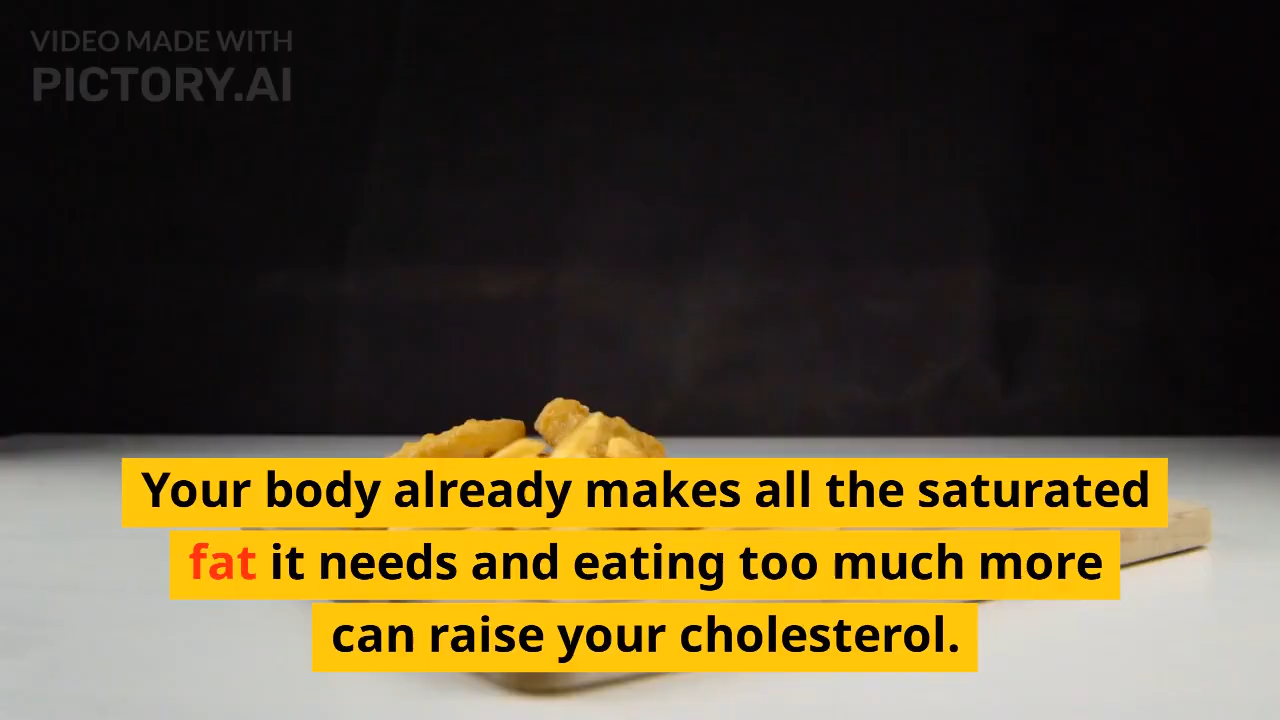 VIDEO MADE WITH
PICTORY.AI
Your body already makes all the saturated
fat it needs and eating too much more
can raise your cholesterol.